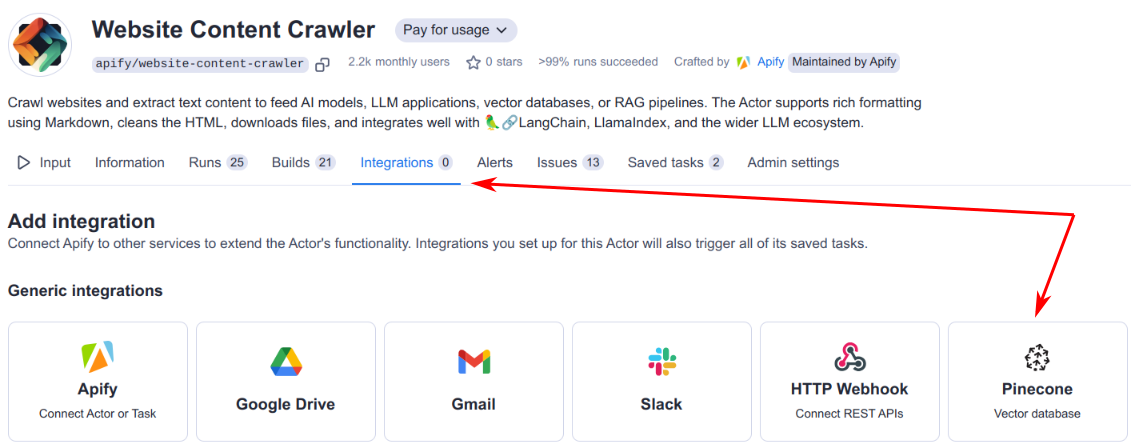 Website Content Crawler
Pay for usage
apify/website-content-crawler
2.2k monthly users
0 stars
>99% runs succeeded
Crafted by
Apify
Maintained by Apify
Crawl websites and extract text content to feed AI models, LLM applications, vector databases, or RAG pipelines. The Actor supports rich formatting
using Markdown, cleans the HTML, downloads files, and integrates well with 🦜🔗LangChain, LlamaIndex, and the wider LLM ecosystem.
Input
Information
Runs 25
Builds 21
Integrations 0
Alerts
Issues 13
Saved tasks 2
Admin settings
Add integration
Connect Apify to other services to extend the Actor's functionality. Integrations you set up for this Actor will also trigger all of its saved tasks.
Generic integrations
Apify
Connect Actor or Task
Google Drive
Gmail
Slack
HTTP Webhook
Connect REST APIs
Pinecone
Vector database